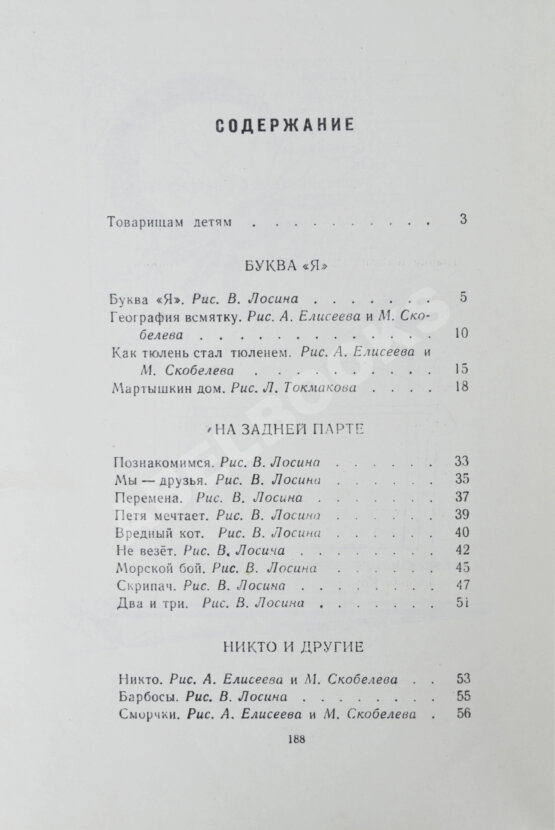 СОДЕРЖАНИЕ
Товарищам детям . . . . . . . . . . 3
БУКВА «Я»
Буква «Я». Рис. В. Лосина . . . . . . . 5
География всмятку. Рис. А. Елисеева и М. Ско-
белева . . . . . . . . . . . . . 10
Как тюлень стал тюленем. Рис. А. Елисеева и
М. Скобелева . . . . . . . . . . 15
Мартышкин дом. Рис. Л. Токмакова . . . . 18
НА ЗАДНЕЙ ПАРТЕ
Познакомимся. Рис. В. Лосина . . . . . . 33
Мы — друзья. Рис. В. Лосина . . . . . . 35
Перемена. Рис. В. Лосина . . . . . . . 37
Петя мечтает. Рис. В. Лосина . . . . . . 39
Вредный кот. Рис. В. Лосина . . . . . . 40
Не везёт. Рис. В. Лосина . . . . . . . 42
Морской бой. Рис. В. Лосина . . . . . . 45
Скрипач. Рис. В. Лосина . . . . . . . 47
Два и три. Рис. В. Лосина . . . . . . 51
НИКТО И ДРУГИЕ
Никто. Рис. А. Елисеева и М. Скобелева . . 53
Барбосы. Рис. В. Лосина . . . . . . . 55
Сморчки. Рис. А. Елисеева и М. Скобелева . 56
188